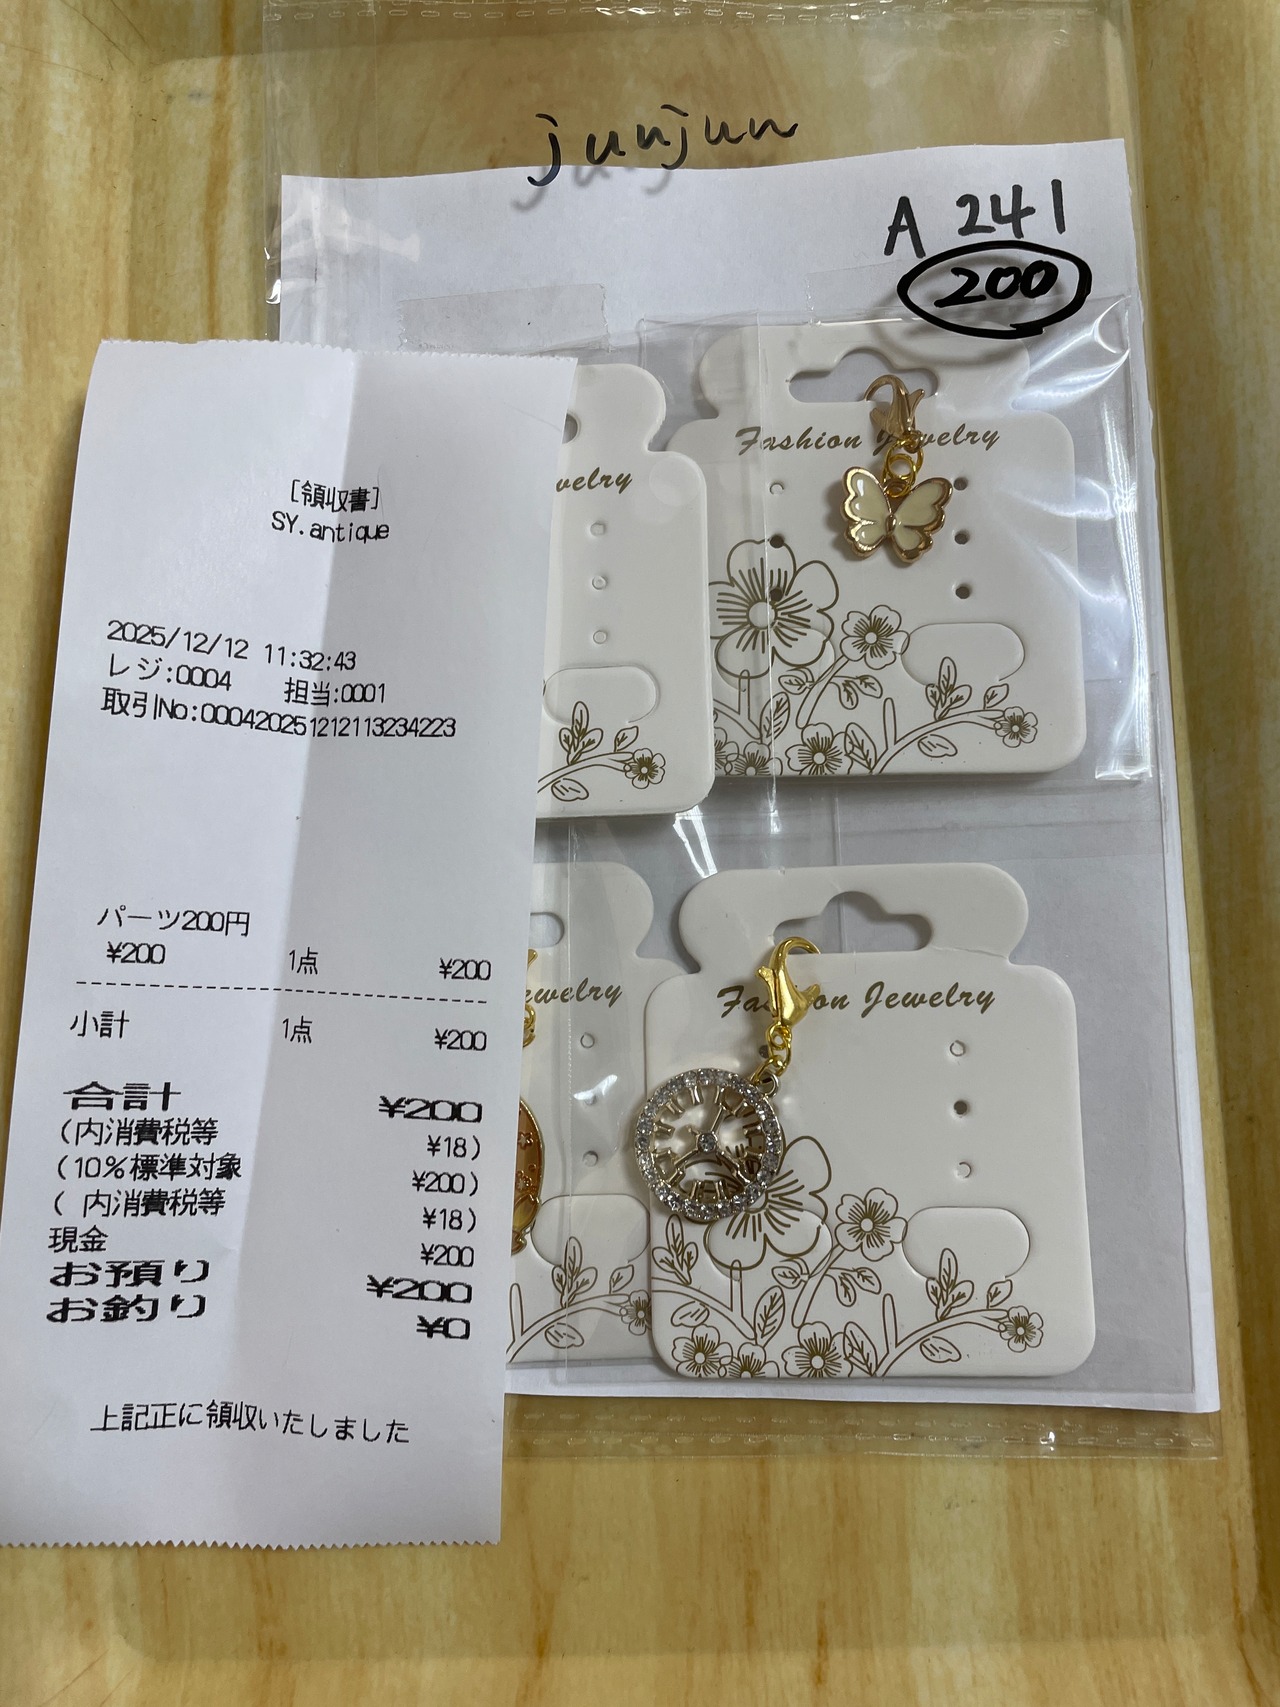 junjun
A 241
200
[領収書]
SY.antique
2025/12/12 11:32:43
レジ:0004 担当:0001
取引No:000420251212113234223
パーツ200円
¥200 1点 ¥200
小計 1点 ¥200
合計 ¥200
(内消費税等 ¥18)
(10%標準対象 ¥200)
( 内消費税等 ¥18)
現金 ¥200
お預り ¥200
お釣り ¥0
上記正に領収いたしました
welry
Fashion Jewelry
ewelry
Fashion Jewelry